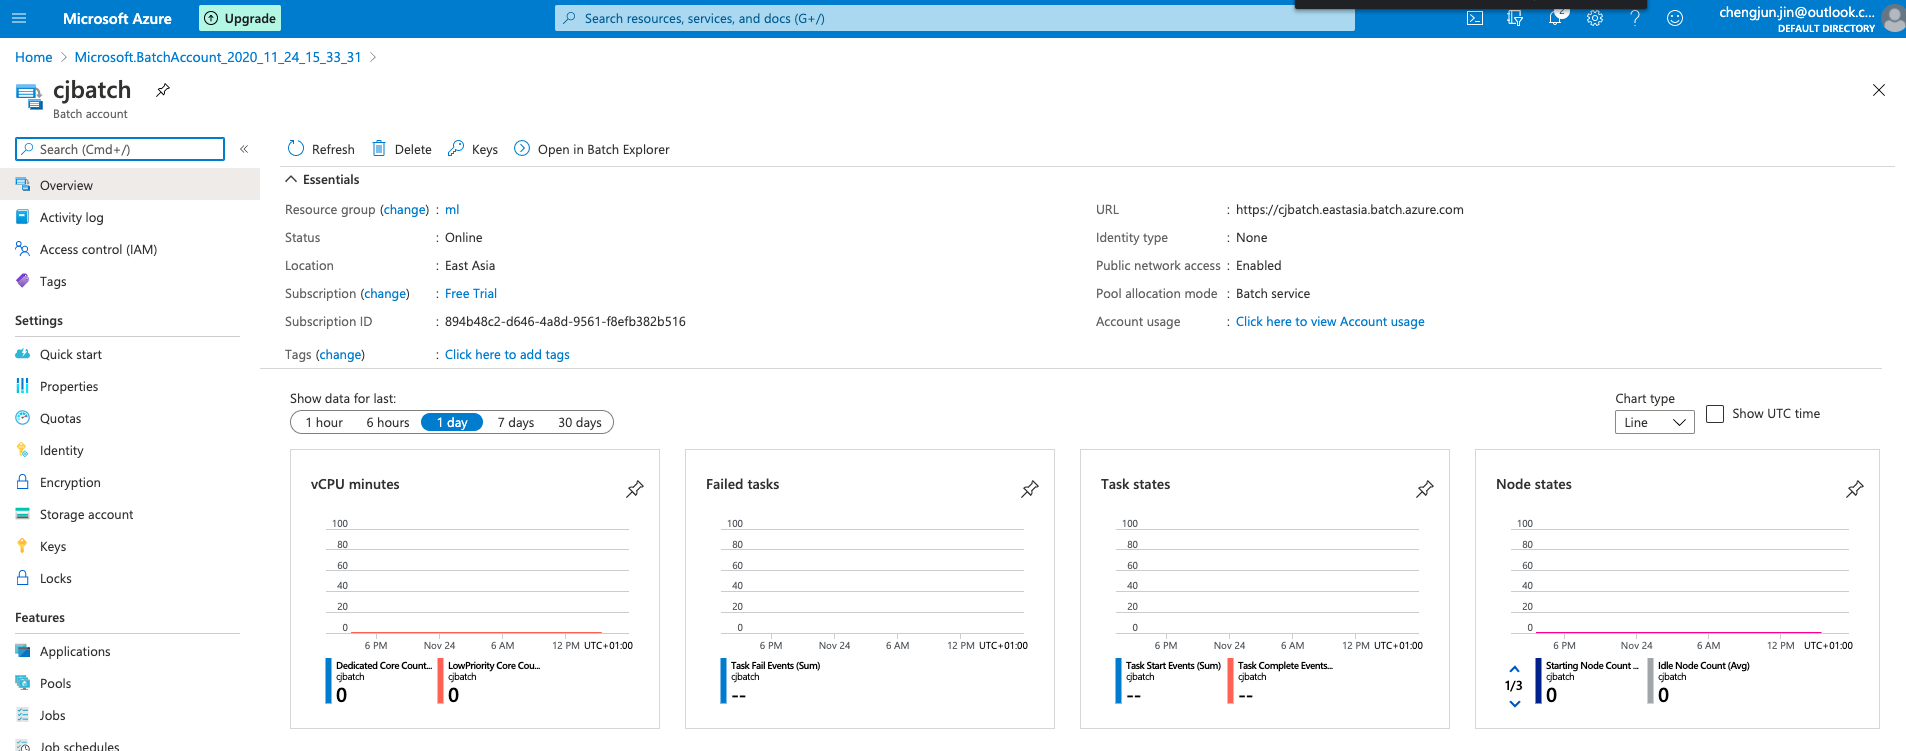 Microsoft Azure
Upgrade
Search resources, services, and docs (G+/)
2
chengjun.jin@outlook.c...
DEFAULT DIRECTORY
Home > Microsoft.BatchAccount_2020_11_24_15_33_31 >
cjbatch
Batch account
Search (Cmd+/)
«
Overview
Activity log
Access control (IAM)
Tags
Settings
Quick start
Properties
Quotas
Identity
Encryption
Storage account
Keys
Locks
Features
Applications
Pools
Jobs
Job schedules
Refresh
Delete
Keys
Open in Batch Explorer
Essentials
Resource group (change) : ml
Status : Online
Location : East Asia
Subscription (change) : Free Trial
Subscription ID : 894b48c2-d646-4a8d-9561-f8efb382b516
Tags (change) : Click here to add tags
URL : https://cjbatch.eastasia.batch.azure.com
Identity type : None
Public network access : Enabled
Pool allocation mode : Batch service
Account usage : Click here to view Account usage
Show data for last:
1 hour 6 hours 1 day 7 days 30 days
Chart type
Line
Show UTC time
vCPU minutes
100
80
60
40
20
0
6 PM Nov 24 6 AM 12 PM UTC+01:00
Dedicated Core Count... LowPriority Core Cou...
cjbatch cjbatch
0 0
Failed tasks
100
80
60
40
20
0
6 PM Nov 24 6 AM 12 PM UTC+01:00
Task Fail Events (Sum)
cjbatch
--
Task states
100
80
60
40
20
0
6 PM Nov 24 6 AM 12 PM UTC+01:00
Task Start Events (Sum) Task Complete Events...
cjbatch cjbatch
-- --
Node states
100
80
60
40
20
0
6 PM Nov 24 6 AM 12 PM UTC+01:00
1/3
Starting Node Count ... Idle Node Count (Avg)
cjbatch cjbatch
0 0